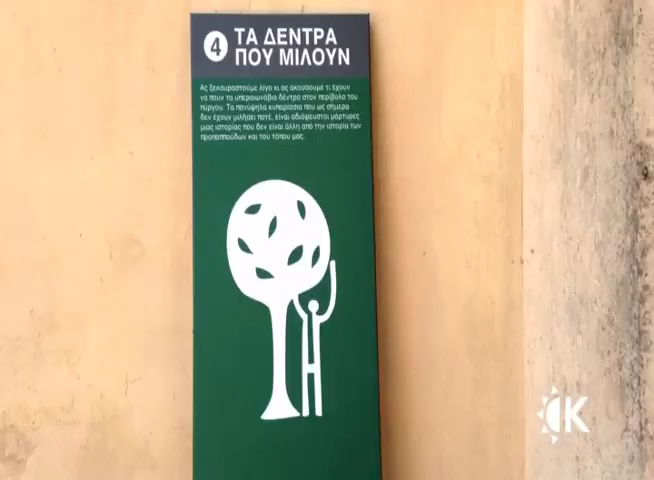 4
ΤΑ ΔΕΝΤΡΑ
ΠΟΥ ΜΙΛΟΥΝ
Ας ξεκουραστούμε λίγο κι ας ακούσουμε τι έχουν
να πουν τα υπεραιωνόβια δέντρα στον περίβολο του
πύργου. Τα πανύψηλα κυπαρίσσια που ως σήμερα
δεν έχουν μιλήσει ποτέ, είναι αδιάψευστοι μάρτυρες
μιας ιστορίας που δεν είναι άλλη από την ιστορία των
προπαππούδων και του τόπου μας.
K